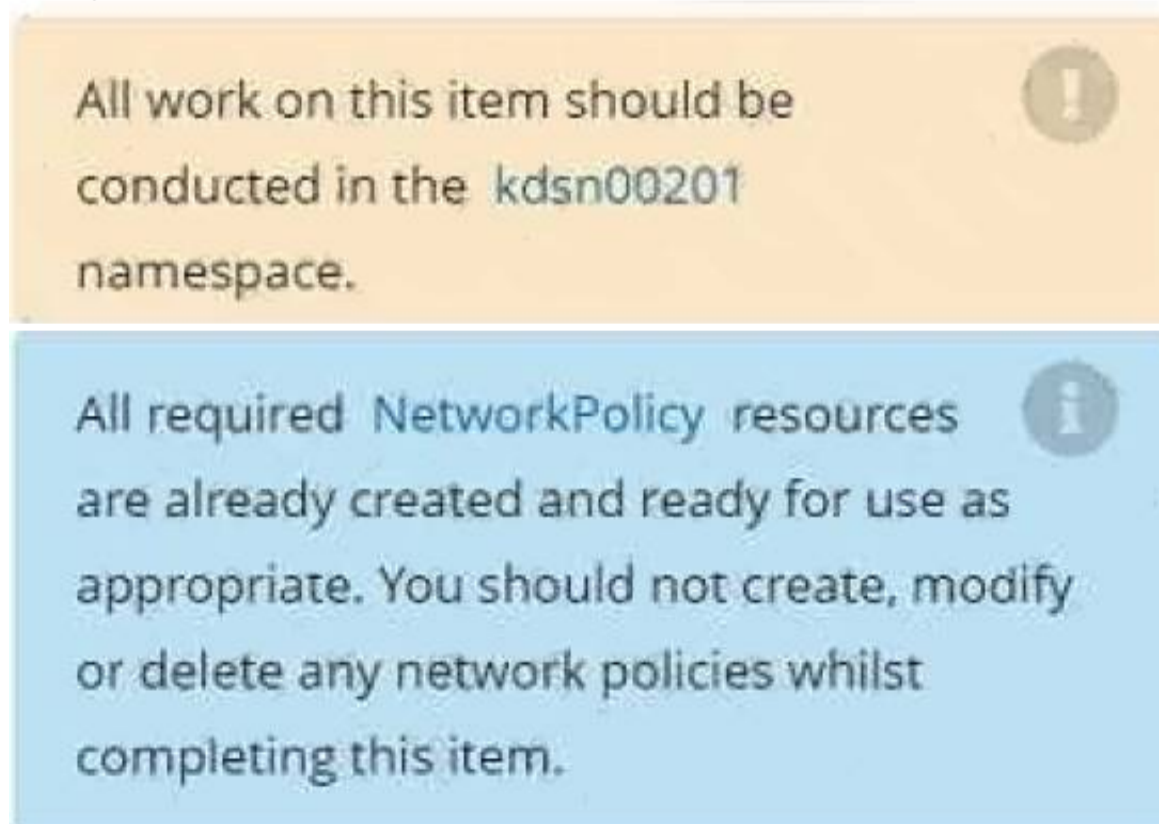 All work on this item should be
conducted in the kdsn00201
namespace.
All required NetworkPolicy resources
are already created and ready for use as
appropriate. You should not create, modify
or delete any network policies whilst
completing this item.